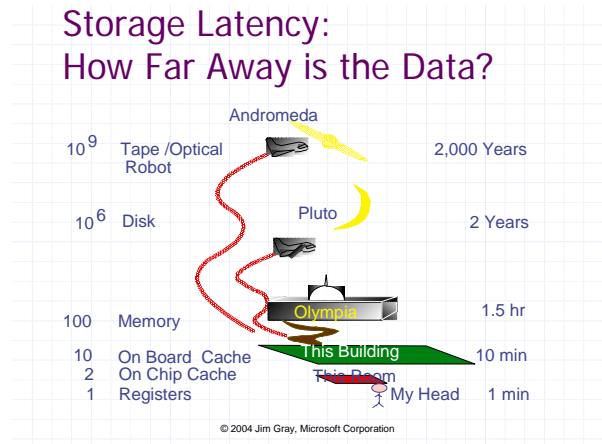 Storage Latency:
How Far Away is the Data?
Andromeda
10^9 Tape /Optical 2,000 Years
Robot
10^6 Disk Pluto 2 Years
Olympia 1.5 hr
100 Memory
10 On Board Cache This Building 10 min
2 On Chip Cache This Room
1 Registers My Head 1 min
© 2004 Jim Gray, Microsoft Corporation